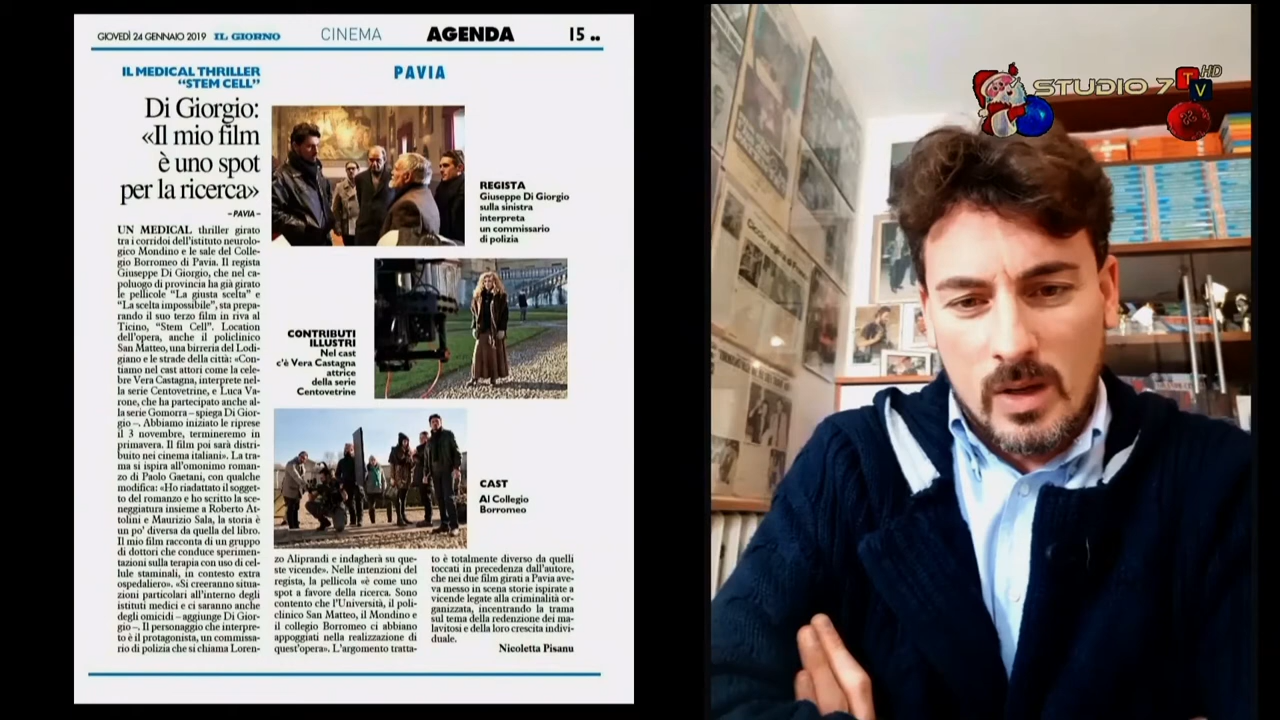 GIOVEDÌ 24 GENNAIO 2019 IL GIORNO
CINEMA
AGENDA
15
IL MEDICAL THRILLER
“STEM CELL”
PAVIA
Di Giorgio:
«Il mio film
è uno spot
per la ricerca»
– PAVIA –
UN MEDICAL thriller girato
tra i corridoi dell'istituto neurolo-
gico Mondino e le sale del Colle-
gio Borromeo di Pavia. Il regista
Giuseppe Di Giorgio, che nel ca-
poluogo di provincia ha già girato
le pellicole “La giusta scelta” e
“La scelta impossibile”, sta prepa-
rando il suo terzo film in riva al
Ticino, “Stem Cell”. Location
dell'opera, anche il policlinico
San Matteo, una birreria del Lodi-
giano e le strade della città: «Con-
tiamo nel cast attori come la cele-
bre Vera Castagna, interprete nel-
la serie Centovetrine, e Luca Va-
rone, che ha partecipato anche al-
la serie Gomorra – spiega Di Gior-
gio –. Abbiamo iniziato le riprese
il 3 novembre, termineremo in
primavera. Il film poi sarà distri-
buito nei cinema italiani». La tra-
ma si ispira all'omonimo roman-
zo di Paolo Gaetani, con qualche
modifica: «Ho riadattato il sogget-
to del romanzo e ho scritto la sce-
neggiatura insieme a Roberto At-
tolini e Maurizio Sala, la storia è
un po' diversa da quella del libro.
Il mio film racconta di un gruppo
di dottori che conduce sperimen-
tazioni sulla terapia con uso di cel-
lule staminali, in contesto extra
ospedaliero». «Si creeranno situa-
zioni particolari all'interno degli
istituti medici e ci saranno anche
degli omicidi – aggiunge Di Gior-
gio –. Il personaggio che interpre-
to è il protagonista, un commissa-
rio di polizia che si chiama Loren-
REGISTA
Giuseppe Di Giorgio
sulla sinistra
interpreta
un commissario
di polizia
CONTRIBUTI
ILLUSTRI
Nel cast
c'è Vera Castagna
attrice
della serie
Centovetrine
CAST
Al Collegio
Borromeo
zo Aliprandi e indagherà su que-
ste vicende». Nelle intenzioni del
regista, la pellicola «è come uno
spot a favore della ricerca. Sono
contento che l'Università, il poli-
clinico San Matteo, il Mondino e
il collegio Borromeo ci abbiano
appoggiati nella realizzazione di
quest'opera». L'argomento tratta-
to è totalmente diverso da quelli
toccati in precedenza dall'autore,
che nei due film girati a Pavia ave-
va messo in scena storie ispirate a
vicende legate alla criminalità or-
ganizzata, incentrando la trama
sul tema della redenzione dei ma-
lavitosi e della loro crescita indivi-
duale.
Nicoletta Pisanu
STUDIO 7 TV HD